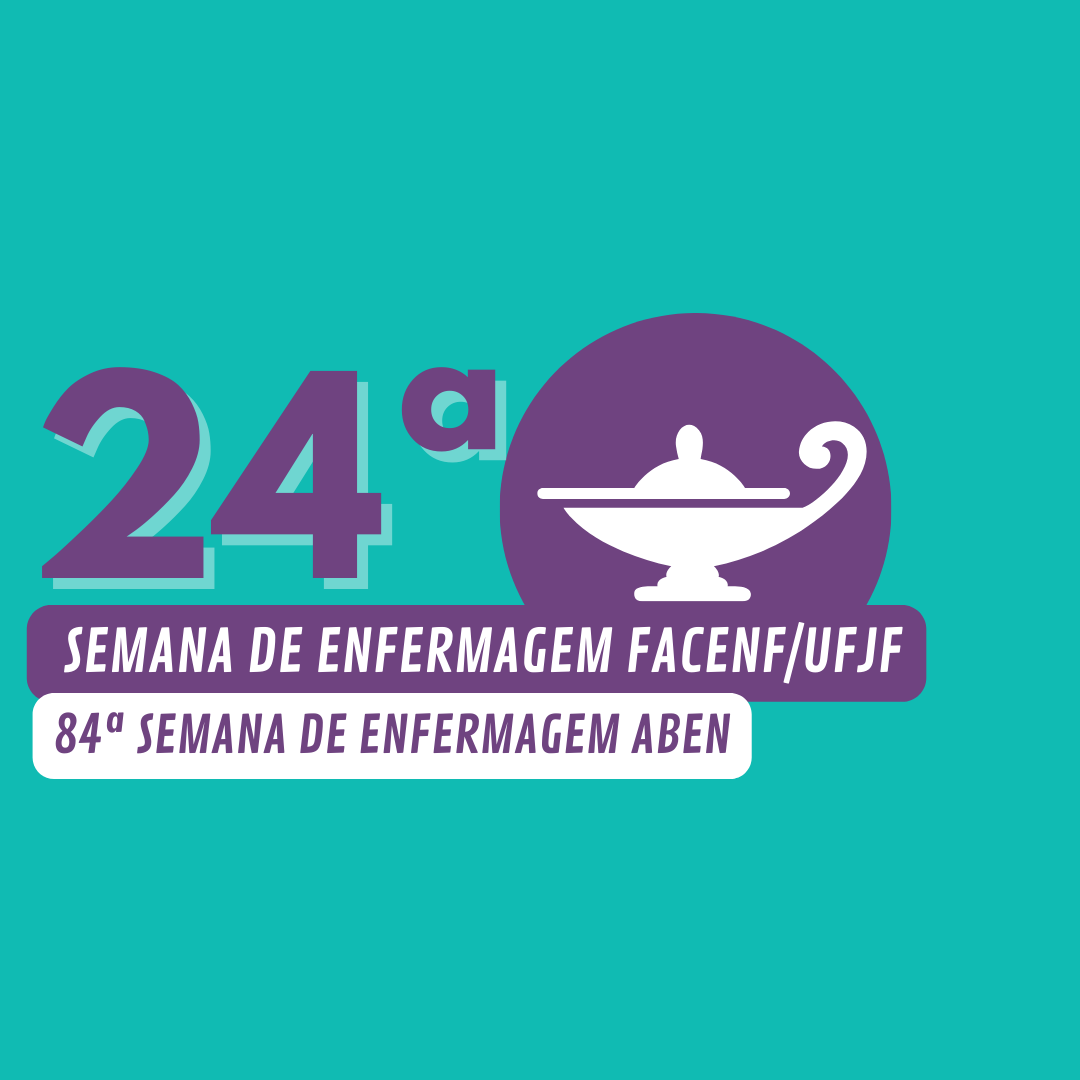 24ª
SEMANA DE ENFERMAGEM FACENF/UFJF
84ª SEMANA DE ENFERMAGEM ABEN